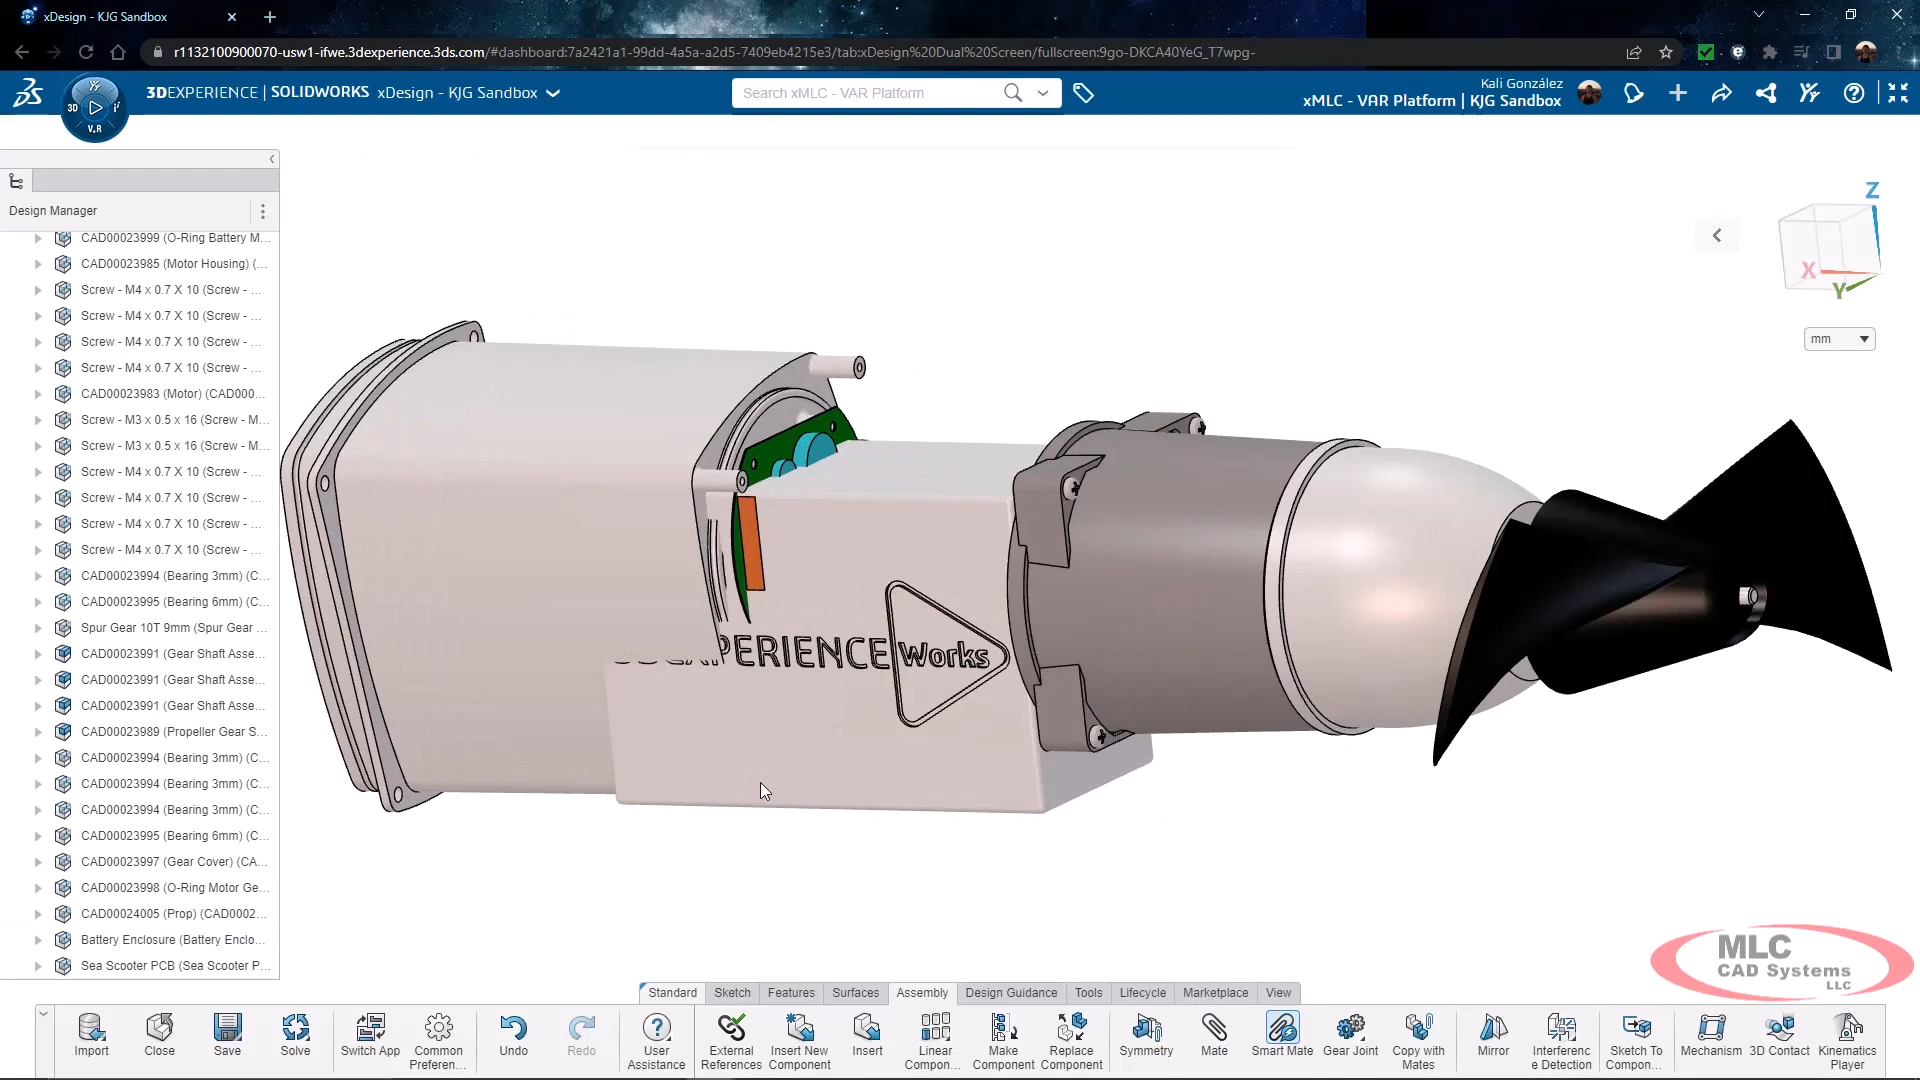 xDesign - KJG Sandbox
r1132100900070-usw1-ifwe.3dexperience.3ds.com/#dashboard:7a2421a1-99dd-4a5a-a2d5-7409eb4215e3/tab:xDesign%20Dual%20Screen/fullscreen:9go-DKCA40YeG_T7wpg-
3D V.R
3DEXPERIENCE | SOLIDWORKS xDesign - KJG Sandbox
Search xMLC - VAR Platform
Kali González
xMLC - VAR Platform | KJG Sandbox
Design Manager
CAD00023999 (O-Ring Battery M...
CAD00023985 (Motor Housing) (...
Screw - M4 x 0.7 X 10 (Screw - ...
Screw - M4 x 0.7 X 10 (Screw - ...
Screw - M4 x 0.7 X 10 (Screw - ...
Screw - M4 x 0.7 X 10 (Screw - ...
CAD00023983 (Motor) (CAD000...
Screw - M3 x 0.5 x 16 (Screw - M...
Screw - M3 x 0.5 x 16 (Screw - M...
Screw - M4 x 0.7 X 10 (Screw - ...
Screw - M4 x 0.7 X 10 (Screw - ...
Screw - M4 x 0.7 X 10 (Screw - ...
Screw - M4 x 0.7 X 10 (Screw - ...
CAD00023994 (Bearing 3mm) (C...
CAD00023995 (Bearing 6mm) (C...
Spur Gear 10T 9mm (Spur Gear ...
CAD00023991 (Gear Shaft Asse...
CAD00023991 (Gear Shaft Asse...
CAD00023991 (Gear Shaft Asse...
CAD00023989 (Propeller Gear S...
CAD00023994 (Bearing 3mm) (C...
CAD00023994 (Bearing 3mm) (C...
CAD00023994 (Bearing 3mm) (C...
CAD00023995 (Bearing 6mm) (C...
CAD00023997 (Gear Cover) (CA...
CAD00023998 (O-Ring Motor Ge...
CAD00024005 (Prop) (CAD0002...
Battery Enclosure (Battery Enclo...
Sea Scooter PCB (Sea Scooter P...
PERIENCE Works
Z
X
Y
mm
MLC
CAD Systems
LLC
Standard Sketch Features Surfaces Assembly Design Guidance Tools Lifecycle Marketplace View
Import
Close
Save
Solve
Switch App
Common Preferen...
Undo
Redo
User Assistance
External References
Insert New Component
Insert
Linear Compon...
Make Component
Replace Component
Symmetry
Mate
Smart Mate
Gear Joint
Copy with Mates
Mirror
Interferenc e Detection
Sketch To Compon...
Mechanism
3D Contact
Kinematics Player